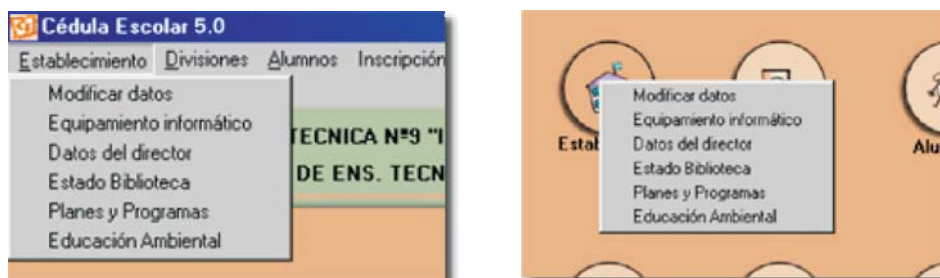 Cédula Escolar 5.0
Establecimiento Divisiones Alumnos Inscripción
Modificar datos
Equipamiento informático
Datos del director
Estado Biblioteca
Planes y Programas
Educación Ambiental
TECNICA Nº9 "I
DE ENS. TECN
Modificar datos
Equipamiento informático
Datos del director
Estado Biblioteca
Planes y Programas
Educación Ambiental
Estab
Alu